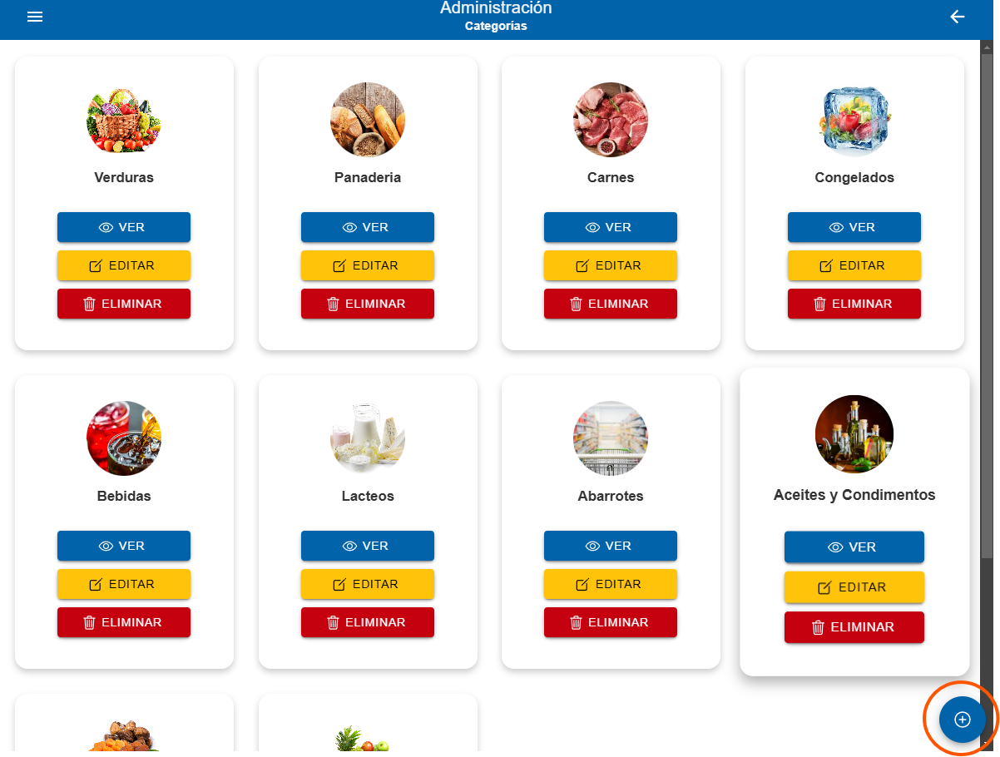 Administración
Categorías
Verduras
Panaderia
Carnes
Congelados
VER
VER
VER
VER
EDITAR
EDITAR
EDITAR
EDITAR
ELIMINAR
ELIMINAR
ELIMINAR
ELIMINAR
Bebidas
Lacteos
Abarrotes
Aceites y Condimentos
VER
VER
VER
VER
EDITAR
EDITAR
EDITAR
EDITAR
ELIMINAR
ELIMINAR
ELIMINAR
ELIMINAR